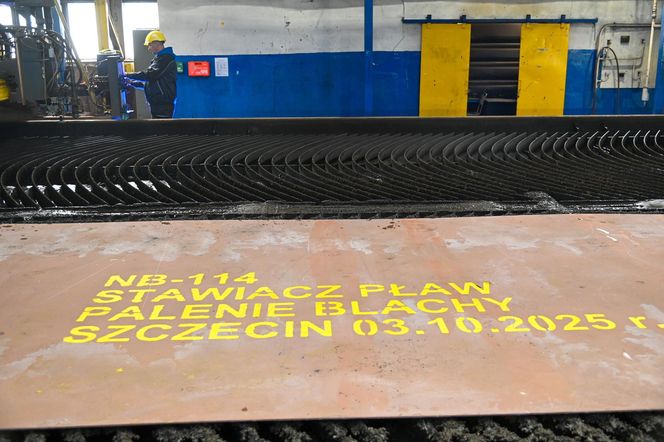 NB-114
STAWIACZ PŁAW
PALENIE BLACHY
SZCZECIN 03.10.2025 r.